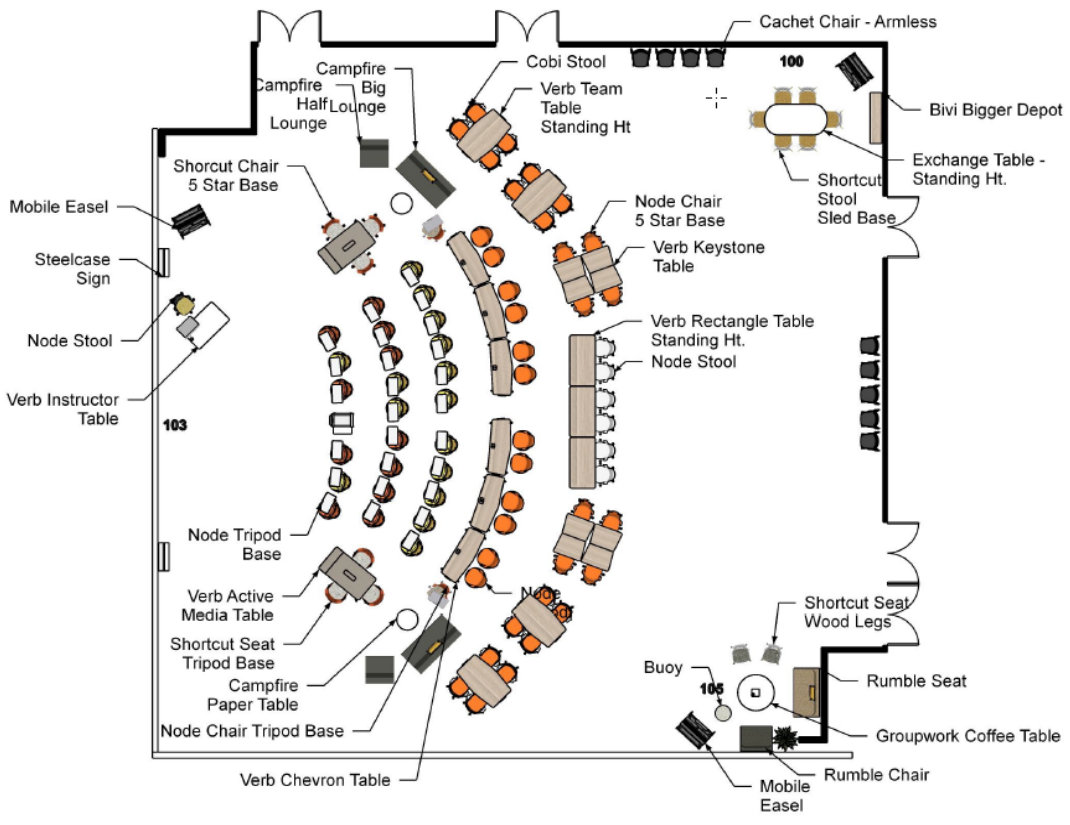 Cachet Chair - Armless
100
Cobi Stool
Campfire
Big
Lounge
Campfire
Half
Lounge
Verb Team
Table
Standing Ht
Bivi Bigger Depot
Exchange Table -
Standing Ht.
Shortcut
Stool
Sled Base
Shorcut Chair
5 Star Base
Mobile Easel
Node Chair
5 Star Base
Verb Keystone
Table
Steelcase
Sign
Node Stool
Verb Rectangle Table
Standing Ht.
Node Stool
Verb Instructor
Table
103
Node Tripod
Base
Node
Verb Active
Media Table
Shortcut Seat
Wood Legs
Shortcut Seat
Tripod Base
Buoy
105
Rumble Seat
Campfire
Paper Table
Node Chair Tripod Base
Groupwork Coffee Table
Verb Chevron Table
Rumble Chair
Mobile
Easel